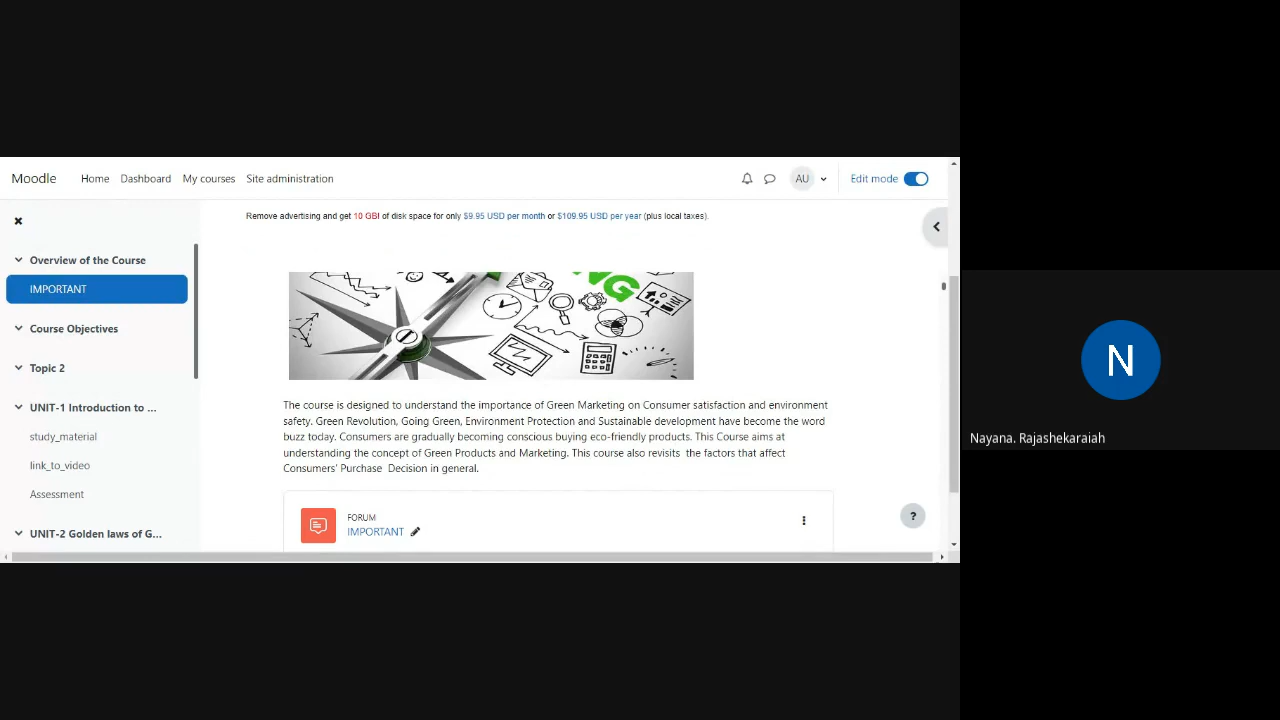 Moodle Home Dashboard My courses Site administration AU Edit mode
Remove advertising and get 10 GB! of disk space for only $9.95 USD per month or $109.95 USD per year (plus local taxes).
Overview of the Course
IMPORTANT
Course Objectives
Topic 2
UNIT-1 Introduction to ...
study_material
link_to_video
Assessment
UNIT-2 Golden laws of G...
NG
The course is designed to understand the importance of Green Marketing on Consumer satisfaction and environment
safety. Green Revolution, Going Green, Environment Protection and Sustainable development have become the word
buzz today. Consumers are gradually becoming conscious buying eco-friendly products. This Course aims at
understanding the concept of Green Products and Marketing. This course also revisits the factors that affect
Consumers' Purchase Decision in general.
FORUM
IMPORTANT
?
N
Nayana. Rajashekaraiah